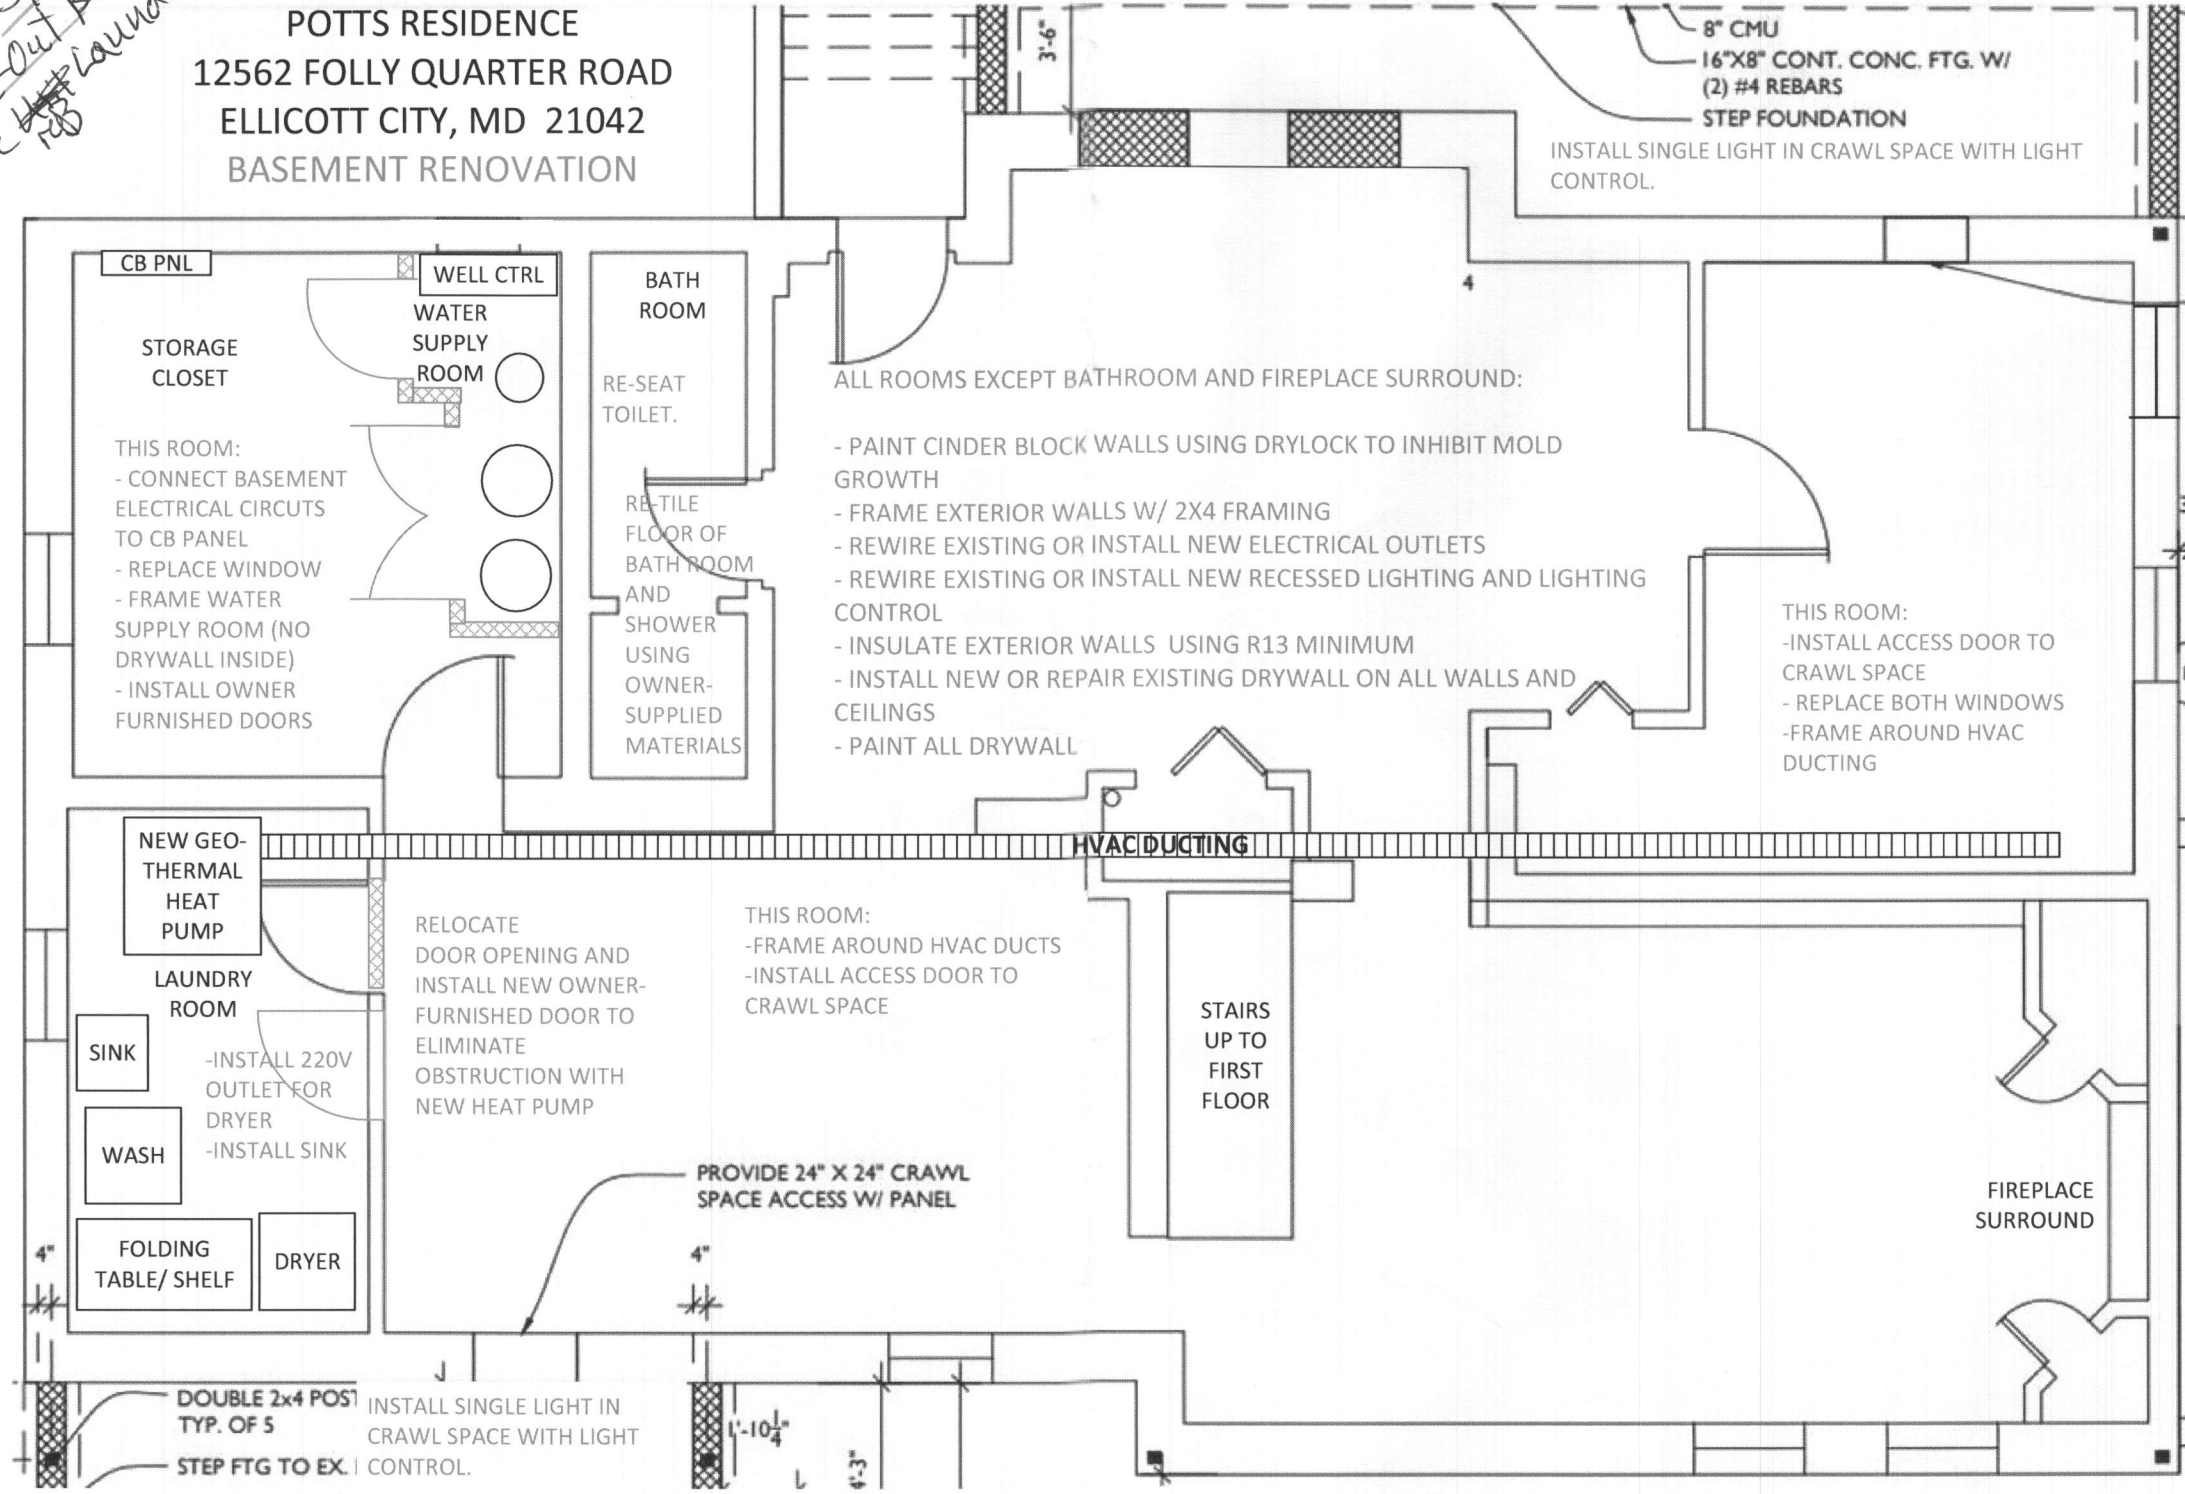 Out
Laund
POTTS RESIDENCE
12562 FOLLY QUARTER ROAD
ELLICOTT CITY, MD 21042
BASEMENT RENOVATION
3'-6"
8" CMU
16"X8" CONT. CONC. FTG. W/
(2) #4 REBARS
STEP FOUNDATION
INSTALL SINGLE LIGHT IN CRAWL SPACE WITH LIGHT
CONTROL.
CB PNL
WELL CTRL
WATER
SUPPLY
ROOM
STORAGE
CLOSET
THIS ROOM:
- CONNECT BASEMENT
ELECTRICAL CIRCUTS
TO CB PANEL
- REPLACE WINDOW
- FRAME WATER
SUPPLY ROOM (NO
DRYWALL INSIDE)
- INSTALL OWNER
FURNISHED DOORS
BATH
ROOM
RE-SEAT
TOILET.
RE-TILE
FLOOR OF
BATH ROOM
AND
SHOWER
USING
OWNER-
SUPPLIED
MATERIALS
4
ALL ROOMS EXCEPT BATHROOM AND FIREPLACE SURROUND:
- PAINT CINDER BLOCK WALLS USING DRYLOCK TO INHIBIT MOLD
GROWTH
- FRAME EXTERIOR WALLS W/ 2X4 FRAMING
- REWIRE EXISTING OR INSTALL NEW ELECTRICAL OUTLETS
- REWIRE EXISTING OR INSTALL NEW RECESSED LIGHTING AND LIGHTING
CONTROL
- INSULATE EXTERIOR WALLS USING R13 MINIMUM
- INSTALL NEW OR REPAIR EXISTING DRYWALL ON ALL WALLS AND
CEILINGS
- PAINT ALL DRYWALL
THIS ROOM:
-INSTALL ACCESS DOOR TO
CRAWL SPACE
- REPLACE BOTH WINDOWS
-FRAME AROUND HVAC
DUCTING
HVAC DUCTING
NEW GEO-
THERMAL
HEAT
PUMP
LAUNDRY
ROOM
SINK
-INSTALL 220V
OUTLET FOR
DRYER
-INSTALL SINK
WASH
FOLDING
TABLE/ SHELF
DRYER
RELOCATE
DOOR OPENING AND
INSTALL NEW OWNER-
FURNISHED DOOR TO
ELIMINATE
OBSTRUCTION WITH
NEW HEAT PUMP
THIS ROOM:
-FRAME AROUND HVAC DUCTS
-INSTALL ACCESS DOOR TO
CRAWL SPACE
STAIRS
UP TO
FIRST
FLOOR
PROVIDE 24" X 24" CRAWL
SPACE ACCESS W/ PANEL
FIREPLACE
SURROUND
4"
4"
DOUBLE 2x4 POST
TYP. OF 5
STEP FTG TO EX.
INSTALL SINGLE LIGHT IN
CRAWL SPACE WITH LIGHT
CONTROL.
1'-10¼"
4'-3"